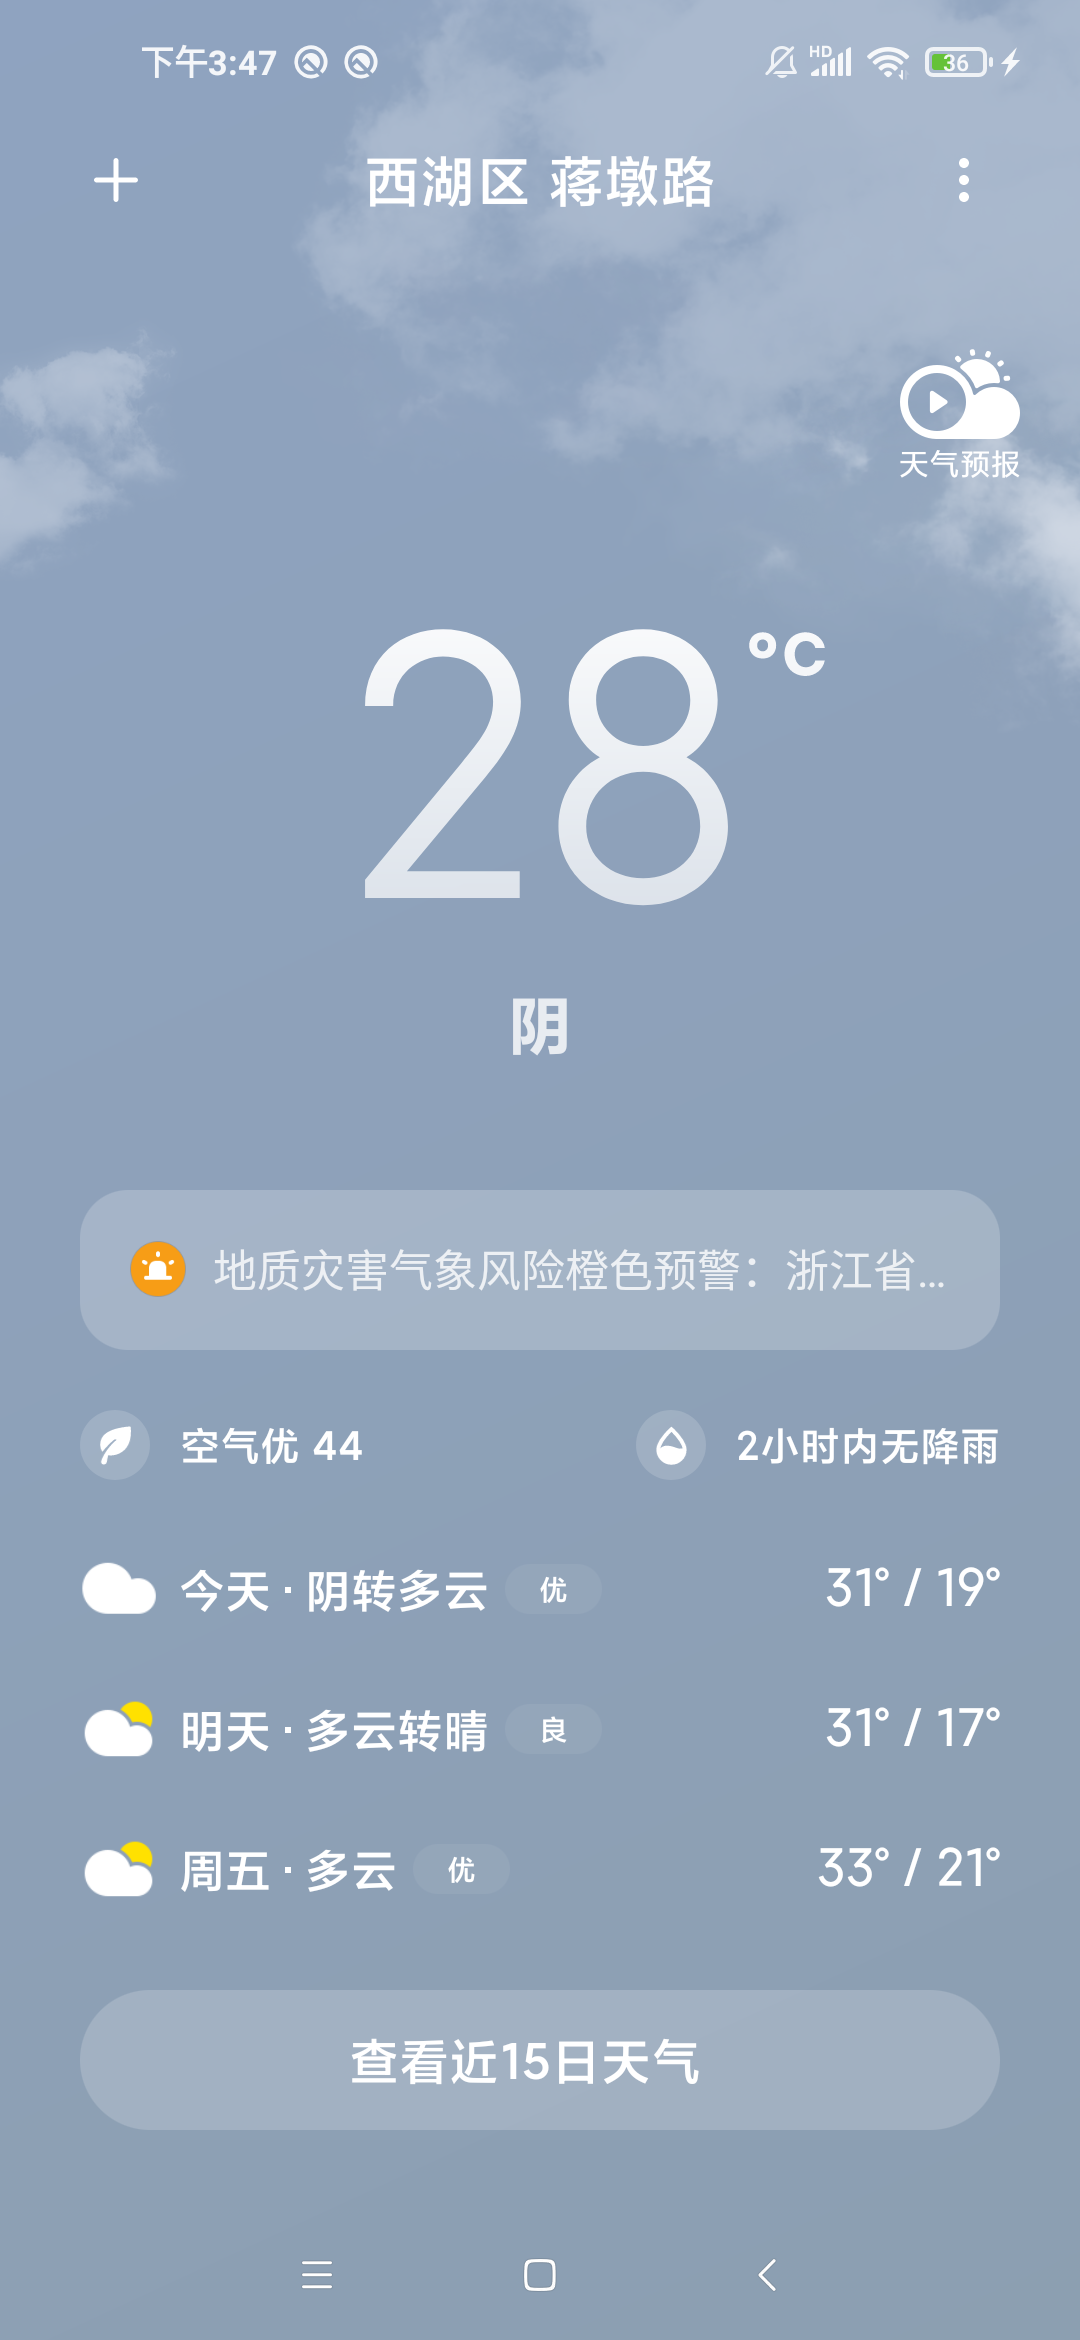 下午3:47
HD
36
西湖区 蒋墩路
天气预报
28°C
阴
地质灾害气象风险橙色预警：浙江省...
空气优 44
2小时内无降雨
今天 · 阴转多云 优 31° / 19°
明天 · 多云转晴 良 31° / 17°
周五 · 多云 优 33° / 21°
查看近15日天气